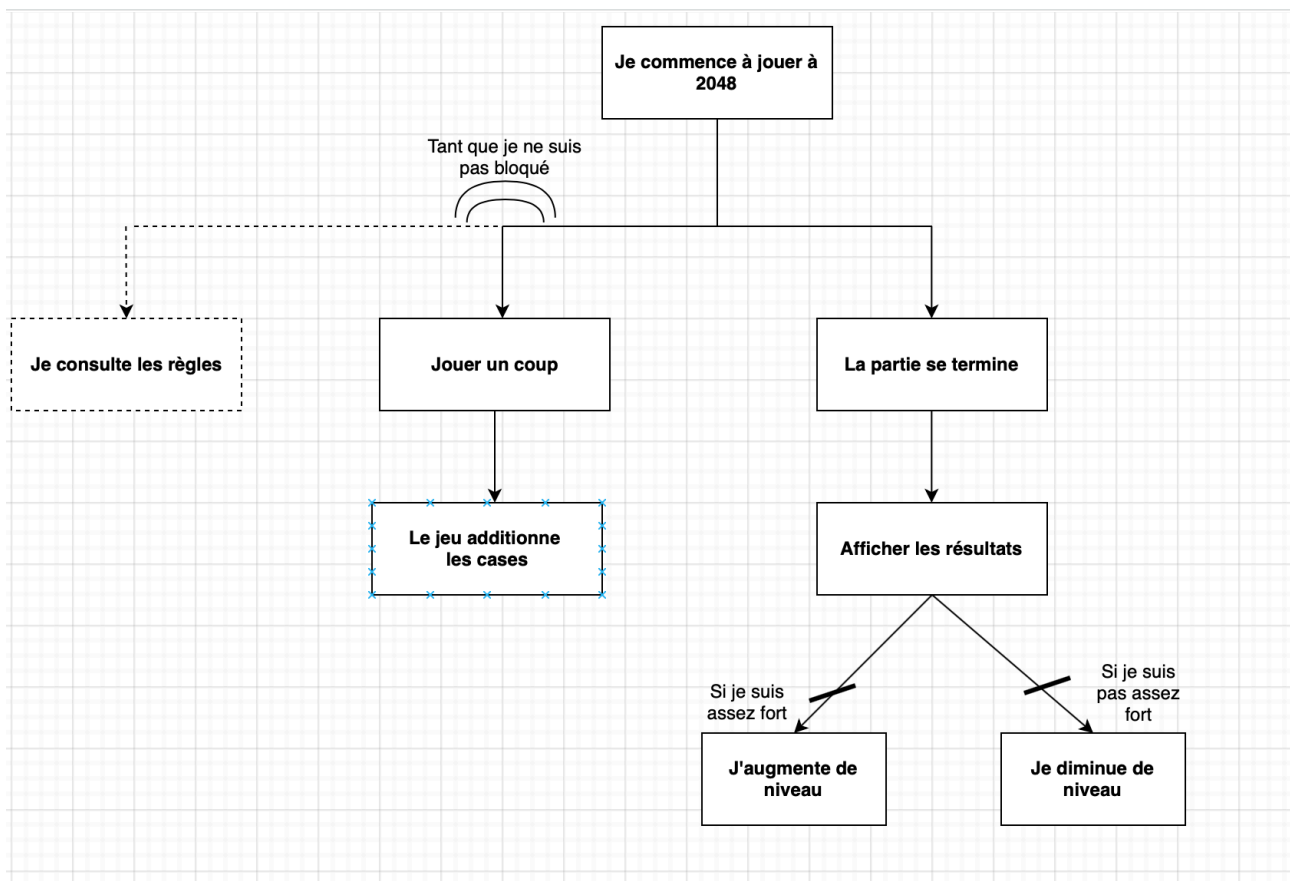 Je commence à jouer à
2048
Tant que je ne suis
pas bloqué
Je consulte les règles
Jouer un coup
La partie se termine
Le jeu additionne
les cases
Afficher les résultats
Si je suis
assez fort
Si je suis
pas assez
fort
J'augmente de
niveau
Je diminue de
niveau